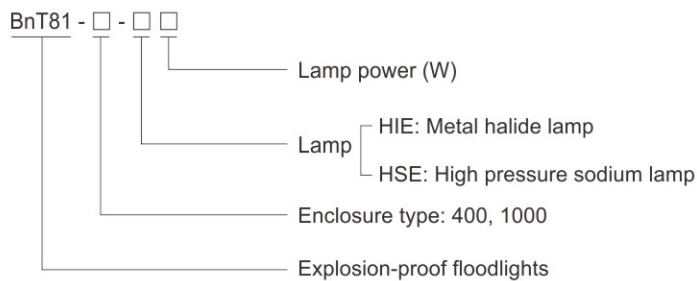 BnT81 - □ - □ □
Lamp power (W)
HIE: Metal halide lamp
Lamp
HSE: High pressure sodium lamp
Enclosure type: 400, 1000
Explosion-proof floodlights